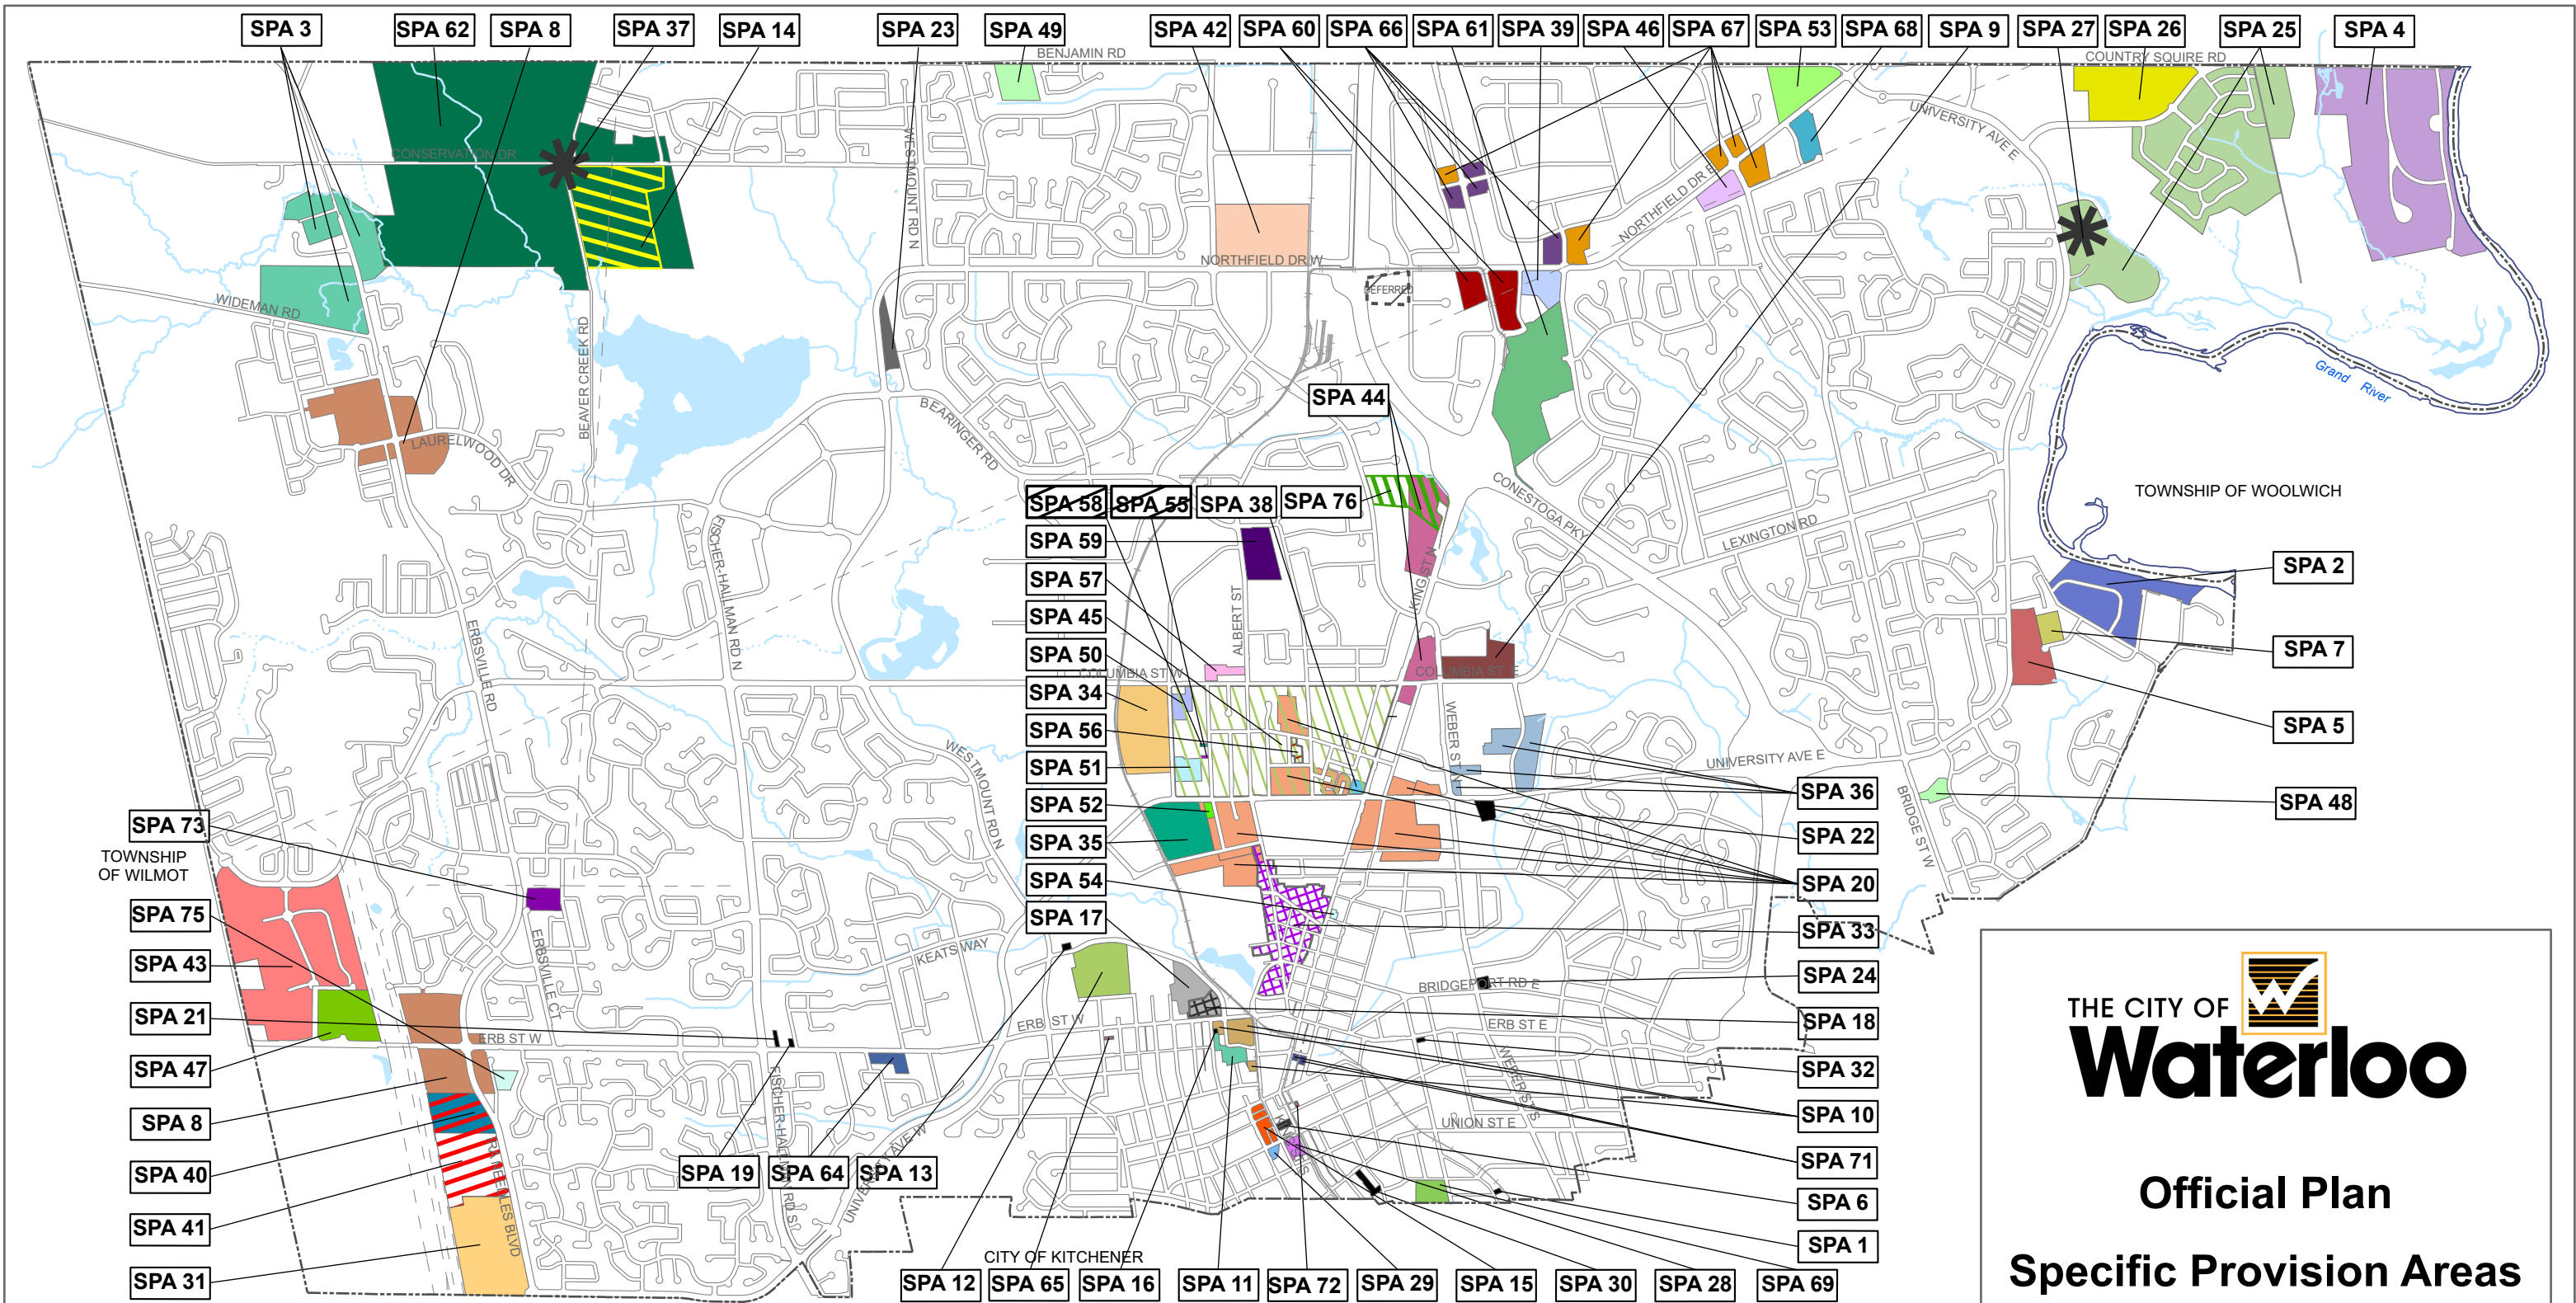 SPA 3
SPA 62
SPA 8
SPA 37
SPA 14
SPA 23
SPA 49
SPA 42
SPA 60
SPA 66
SPA 61
SPA 39
SPA 46
SPA 67
SPA 53
SPA 68
SPA 9
SPA 27
SPA 26
SPA 25
SPA 4
BENJAMIN RD
COUNTRY SQUIRE RD
UNIVERSITY AVE E
CONSERVATION DR
WESTMOUNT RD N
NORTHFIELD DR E
NORTHFIELD DR W
DEFERRED
WIDEMAN RD
BEAVER CREEK RD
Grand River
SPA 44
BEARINGER RD
LAURELWOOD DR
CONESTOGA PKY
TOWNSHIP OF WOOLWICH
SPA 58
SPA 55
SPA 38
SPA 76
SPA 59
LEXINGTON RD
FISCHER-HALLMAN RD N
KING ST N
ALBERT ST
SPA 2
SPA 57
SPA 45
SPA 7
ERBSVILLE RD
SPA 50
COLUMBIA ST W
COLUMBIA ST E
SPA 34
SPA 5
WEBER ST N
SPA 56
WESTMOUNT RD N
UNIVERSITY AVE E
SPA 51
SPA 36
SPA 48
BRIDGE ST W
SPA 52
SPA 73
SPA 22
SPA 35
TOWNSHIP
OF WILMOT
SPA 54
SPA 20
SPA 75
SPA 17
SPA 33
KEATS WAY
ERBSVILLE CT
SPA 43
SPA 24
BRIDGEPORT RD E
SPA 21
ERB ST W
ERB ST W
ERB ST E
SPA 18
SPA 47
SPA 32
WEBER ST S
FISCHER-HALLMAN RD S
SPA 8
SPA 10
UNION ST E
SPA 40
KING ST S
IRA NEEDLES BLVD
UNIVERSITY AVE W
SPA 19
SPA 64
SPA 13
SPA 71
SPA 6
SPA 41
SPA 1
CITY OF KITCHENER
SPA 31
SPA 12
SPA 65
SPA 16
SPA 11
SPA 72
SPA 29
SPA 15
SPA 30
SPA 28
SPA 69
THE CITY OF
Waterloo
Official Plan
Specific Provision Areas